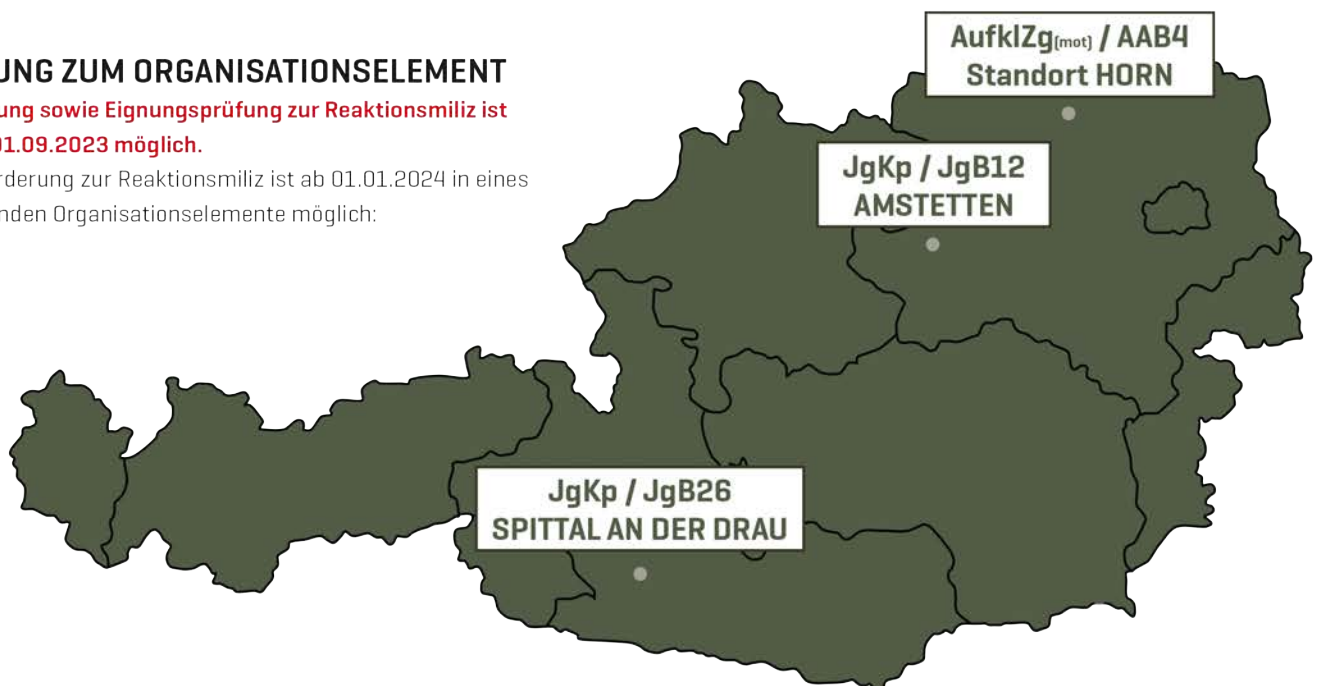 UNG ZUM ORGANISATIONSELEMENT
ung sowie Eignungsprüfung zur Reaktionsmiliz ist
01.09.2023 möglich.
rderung zur Reaktionsmiliz ist ab 01.01.2024 in eines
nden Organisationselemente möglich:
AufklZg(mot) / AAB4
Standort HORN
JgKp / JgB12
AMSTETTEN
JgKp / JgB26
SPITTAL AN DER DRAU